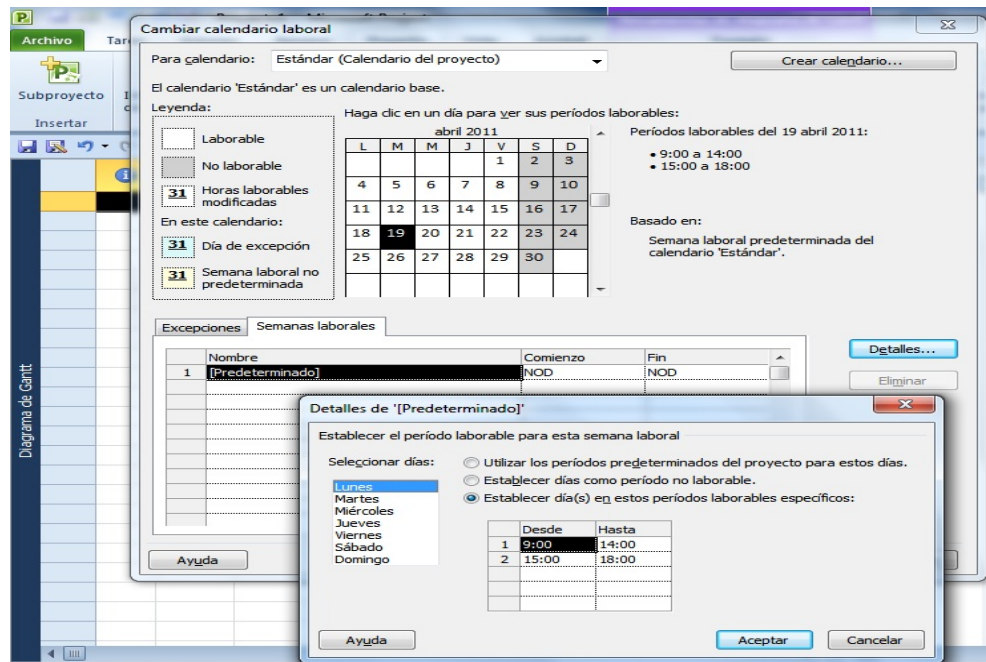 Archivo
Subproyecto
Insertar
Diagrama de Gantt
Cambiar calendario laboral
Para calendario: Estándar (Calendario del proyecto)
Crear calendario...
El calendario 'Estándar' es un calendario base.
Leyenda:
Laborable
No laborable
31 Horas laborables
modificadas
En este calendario:
31 Día de excepción
31 Semana laboral no
predeterminada
Haga clic en un día para ver sus períodos laborables:
abril 2011
L M M J V S D
1 2 3
4 5 6 7 8 9 10
11 12 13 14 15 16 17
18 19 20 21 22 23 24
25 26 27 28 29 30
Períodos laborables del 19 abril 2011:
• 9:00 a 14:00
• 15:00 a 18:00
Basado en:
Semana laboral predeterminada del
calendario 'Estándar'.
Excepciones Semanas laborales
Nombre Comienzo Fin
1 [Predeterminado] NOD NOD
Detalles...
Eliminar
Ayuda
Detalles de '[Predeterminado]'
Establecer el período laborable para esta semana laboral
Seleccionar días:
Lunes
Martes
Miércoles
Jueves
Viernes
Sábado
Domingo
Utilizar los períodos predeterminados del proyecto para estos días.
Establecer días como período no laborable.
Establecer día(s) en estos períodos laborables específicos:
Desde Hasta
1 9:00 14:00
2 15:00 18:00
Ayuda
Aceptar
Cancelar